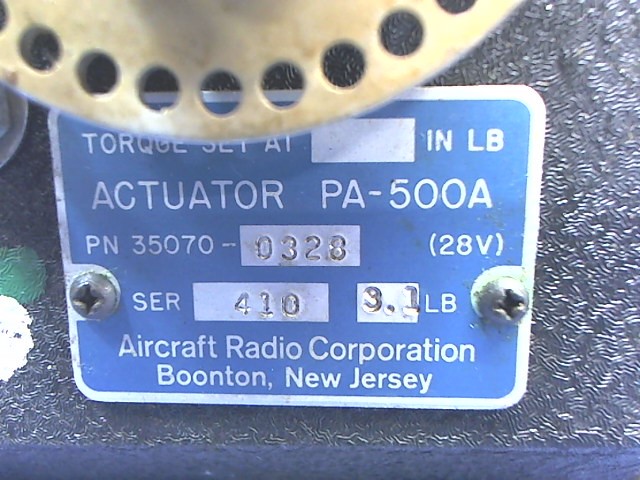 TORQUE SET AT IN LB
ACTUATOR PA-500A
PN 35070-0328 (28V)
SER 410 3.1 LB
Aircraft Radio Corporation
Boonton, New Jersey